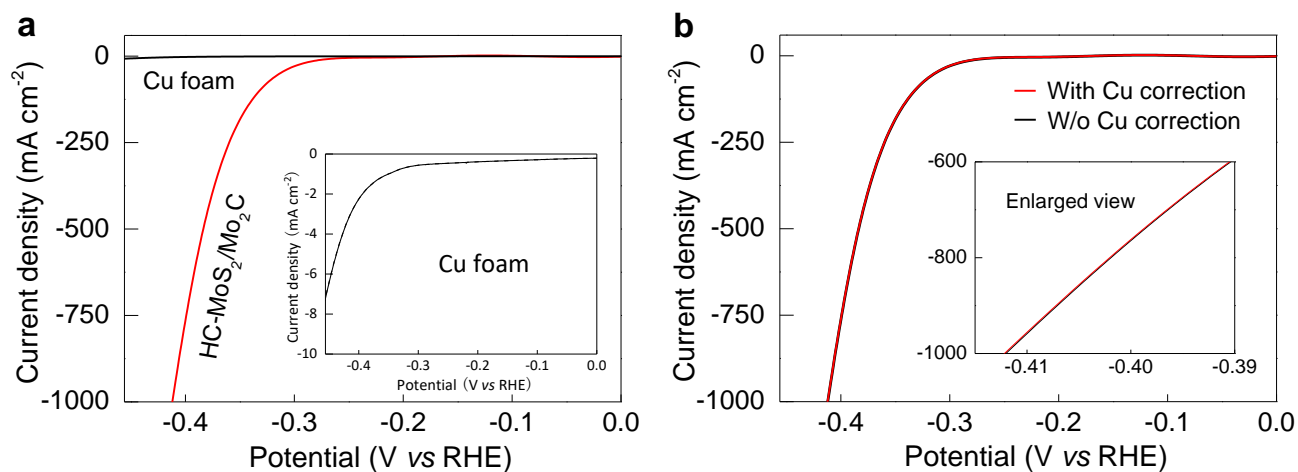 a
Current density (mA cm⁻²)
0
-250
-500
-750
-1000
-0.4
-0.3
-0.2
-0.1
0.0
Potential (V vs RHE)
Cu foam
HC-MoS₂/Mo₂C
Current density (mA cm⁻²)
0
-2
-4
-6
-8
-10
-0.4
-0.3
-0.2
-0.1
0.0
Potential (V vs RHE)
Cu foam
b
Current density (mA cm⁻²)
0
-250
-500
-750
-1000
-0.4
-0.3
-0.2
-0.1
0.0
Potential (V vs RHE)
With Cu correction
W/o Cu correction
Enlarged view
-600
-800
-1000
-0.41
-0.40
-0.39